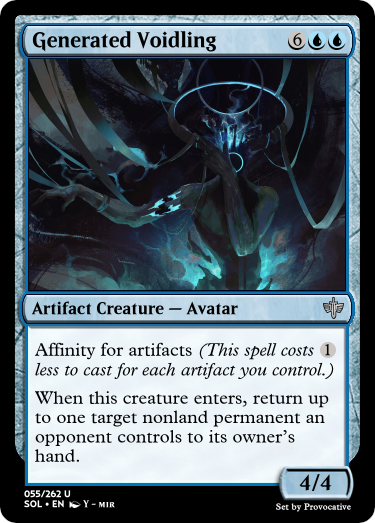 Generated Voidling 6
Artifact Creature — Avatar
Affinity for artifacts (This spell costs 1
less to cast for each artifact you control.)
When this creature enters, return up
to one target nonland permanent an
opponent controls to its owner's
hand.
4/4
055/262 U
SOL • EN Y – MIR
Set by Provocative